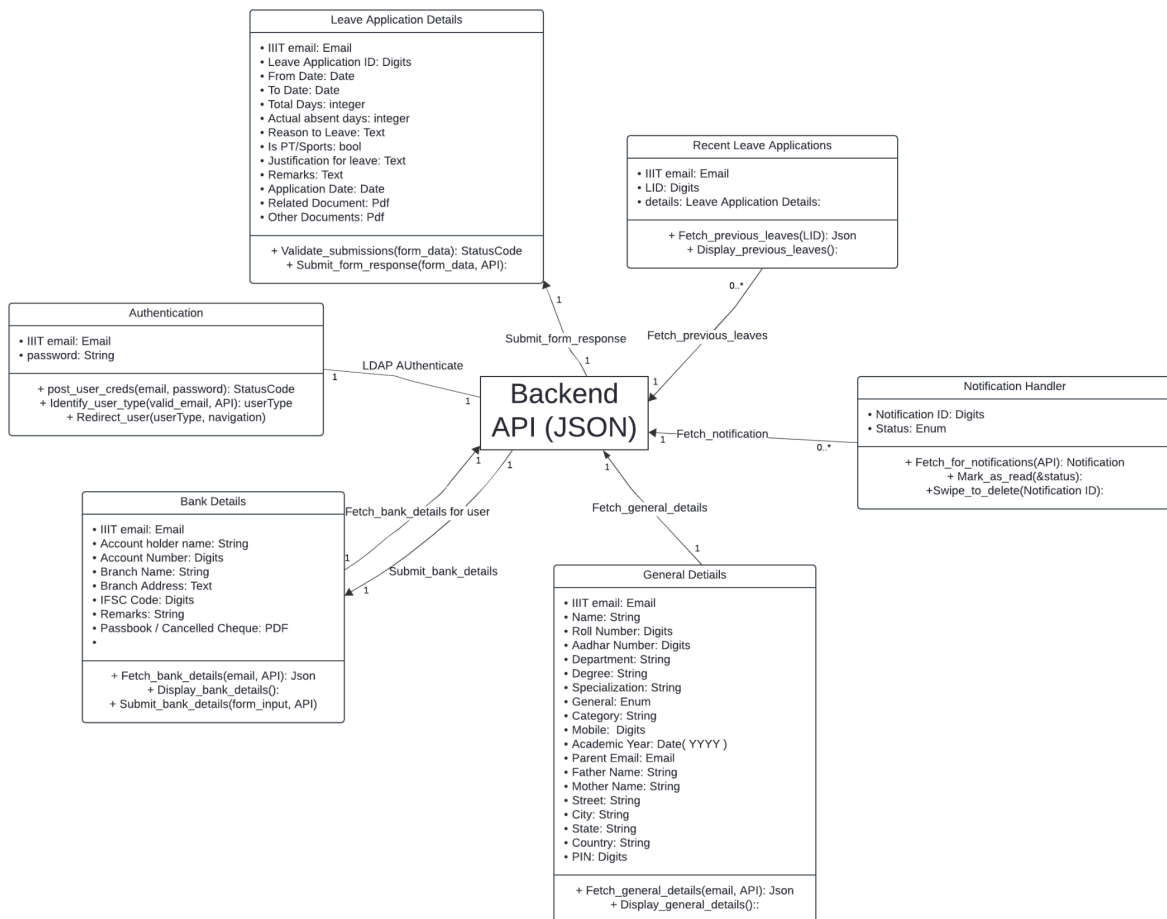 Leave Application Details
• IIIT email: Email
• Leave Application ID: Digits
• From Date: Date
• To Date: Date
• Total Days: integer
• Actual absent days: integer
• Reason to Leave: Text
• Is PT/Sports: bool
• Justification for leave: Text
• Remarks: Text
• Application Date: Date
• Related Document: Pdf
• Other Documents: Pdf
+ Validate_submissions(form_data): StatusCode
+ Submit_form_response(form_data, API):
Recent Leave Applications
• IIIT email: Email
• LID: Digits
• details: Leave Application Details:
+ Fetch_previous_leaves(LID): Json
+ Display_previous_leaves():
Authentication
• IIIT email: Email
• password: String
+ post_user_creds(email, password): StatusCode
+ Identify_user_type(valid_email, API): userType
+ Redirect_user(userType, navigation)
1
Submit_form_response
1
0..*
Fetch_previous_leaves
1
LDAP AUthenticate
1
1
Backend
API (JSON)
Notification Handler
• Notification ID: Digits
• Status: Enum
+ Fetch_for_notifications(API): Notification
+ Mark_as_read(&status):
+Swipe_to_delete(Notification ID):
1
Fetch_notification
0..*
Bank Details
• IIIT email: Email
• Account holder name: String
• Account Number: Digits
• Branch Name: String
• Branch Address: Text
• IFSC Code: Digits
• Remarks: String
• Passbook / Cancelled Cheque: PDF
•
+ Fetch_bank_details(email, API): Json
+ Display_bank_details():
+ Submit_bank_details(form_input, API)
1
Fetch_bank_details for user
1
1
Submit_bank_details
1
1
Fetch_general_details
1
General Detiails
• IIIT email: Email
• Name: String
• Roll Number: Digits
• Aadhar Number: Digits
• Department: String
• Degree: String
• Specialization: String
• General: Enum
• Category: String
• Mobile:  Digits
• Academic Year: Date( YYYY )
• Parent Email: Email
• Father Name: String
• Mother Name: String
• Street: String
• City: String
• State: String
• Country: String
• PIN: Digits
+ Fetch_general_details(email, API): Json
+ Display_general_details()::